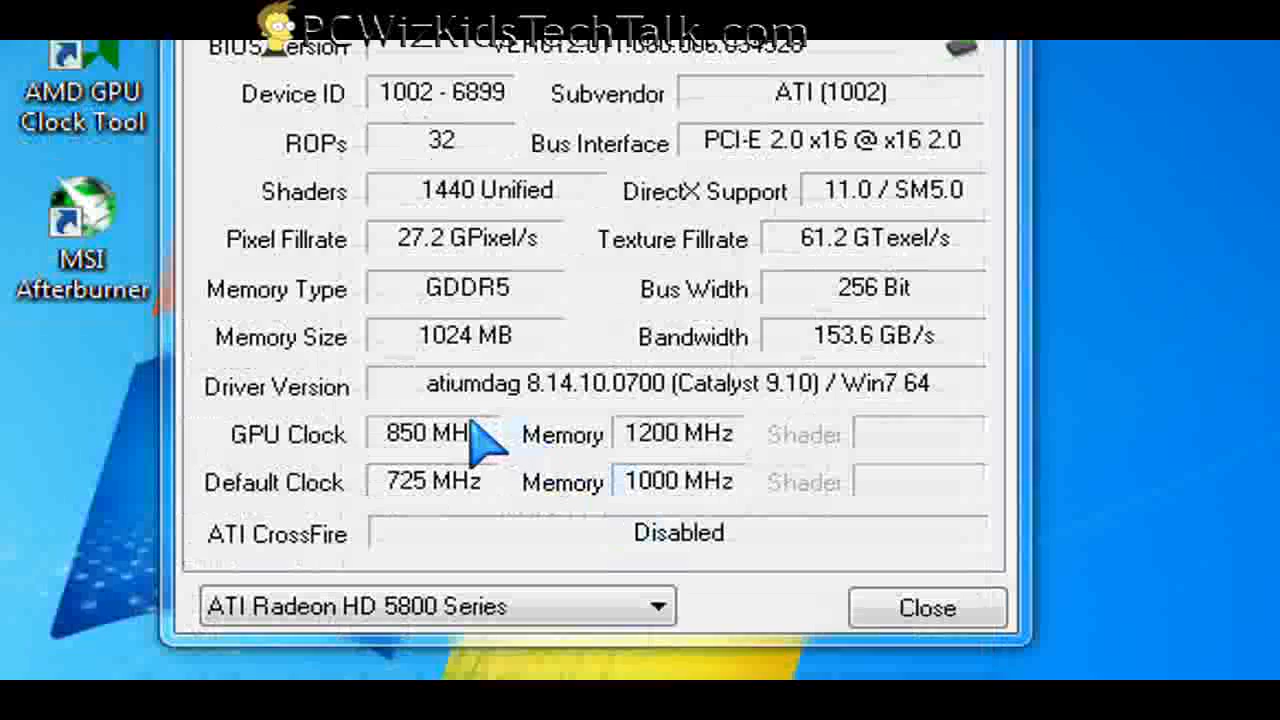 PCWizKidsTechTalk.com
BIOS Version
AMD GPU
Clock Tool
Device ID 1002 - 6899 Subvendor ATI (1002)
ROPs 32 Bus Interface PCI-E 2.0 x16 @ x16 2.0
Shaders 1440 Unified DirectX Support 11.0 / SM5.0
Pixel Fillrate 27.2 GPixel/s Texture Fillrate 61.2 GTexel/s
MSI
Afterburner
Memory Type GDDR5 Bus Width 256 Bit
Memory Size 1024 MB Bandwidth 153.6 GB/s
Driver Version atiumdag 8.14.10.0700 (Catalyst 9.10) / Win7 64
GPU Clock 850 MH Memory 1200 MHz Shader
Default Clock 725 MHz Memory 1000 MHz Shader
ATI CrossFire Disabled
ATI Radeon HD 5800 Series Close